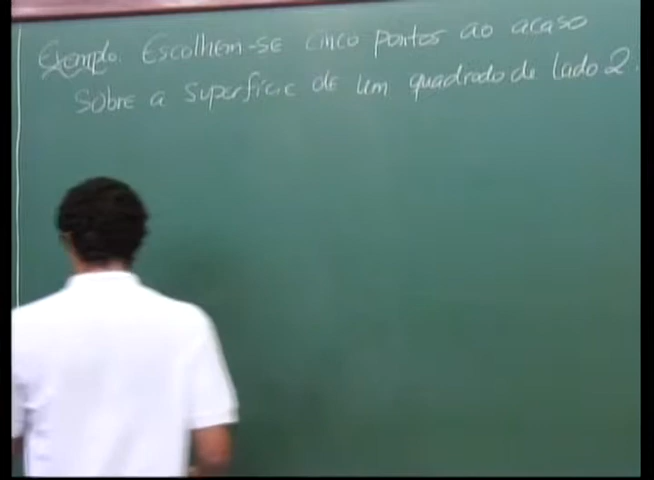 Exemplo. Escolhem-se cinco pontos ao acaso
sobre a superfície de um quadrado de lado 2.